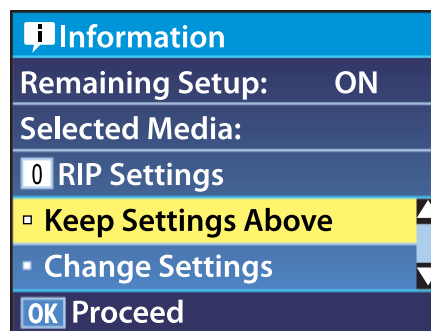 Information
Remaining Setup: ON
Selected Media:
0 RIP Settings
Keep Settings Above
Change Settings
OK Proceed